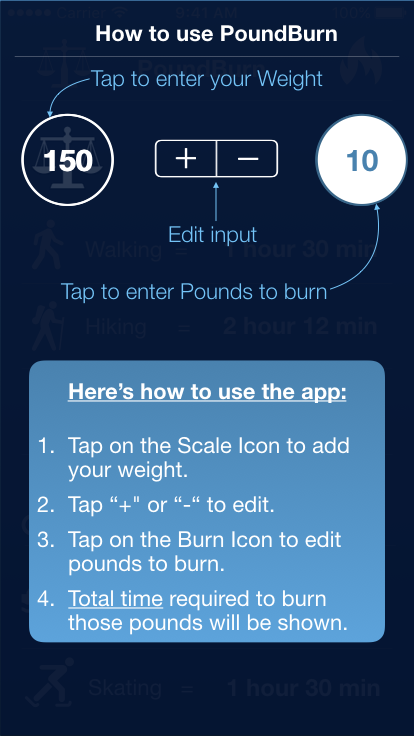 9:41 AM
How to use PoundBurn
PoundBurn
Tap to enter your Weight
150
+ −
10
Edit input
Walking = 1 hour 30 min
Tap to enter Pounds to burn
Hiking = 2 hour 12 min
Here’s how to use the app:
1. Tap on the Scale Icon to add
your weight.
2. Tap “+" or “-“ to edit.
3. Tap on the Burn Icon to edit
pounds to burn.
4. Total time required to burn
those pounds will be shown.
Skating = 1 hour 30 min